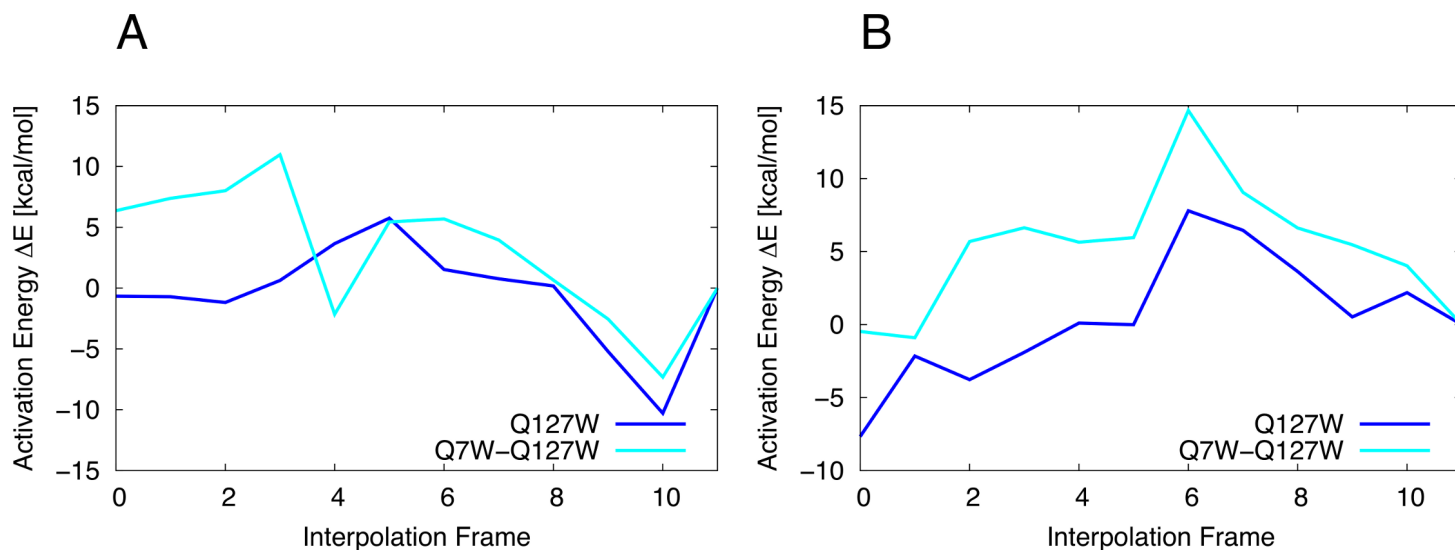 A
Activation Energy ΔE [kcal/mol]
15
10
5
0
−5
−10
−15
Q127W
Q7W−Q127W
0 2 4 6 8 10
Interpolation Frame
B
Activation Energy ΔE [kcal/mol]
15
10
5
0
−5
−10
Q127W
Q7W−Q127W
0 2 4 6 8 10
Interpolation Frame